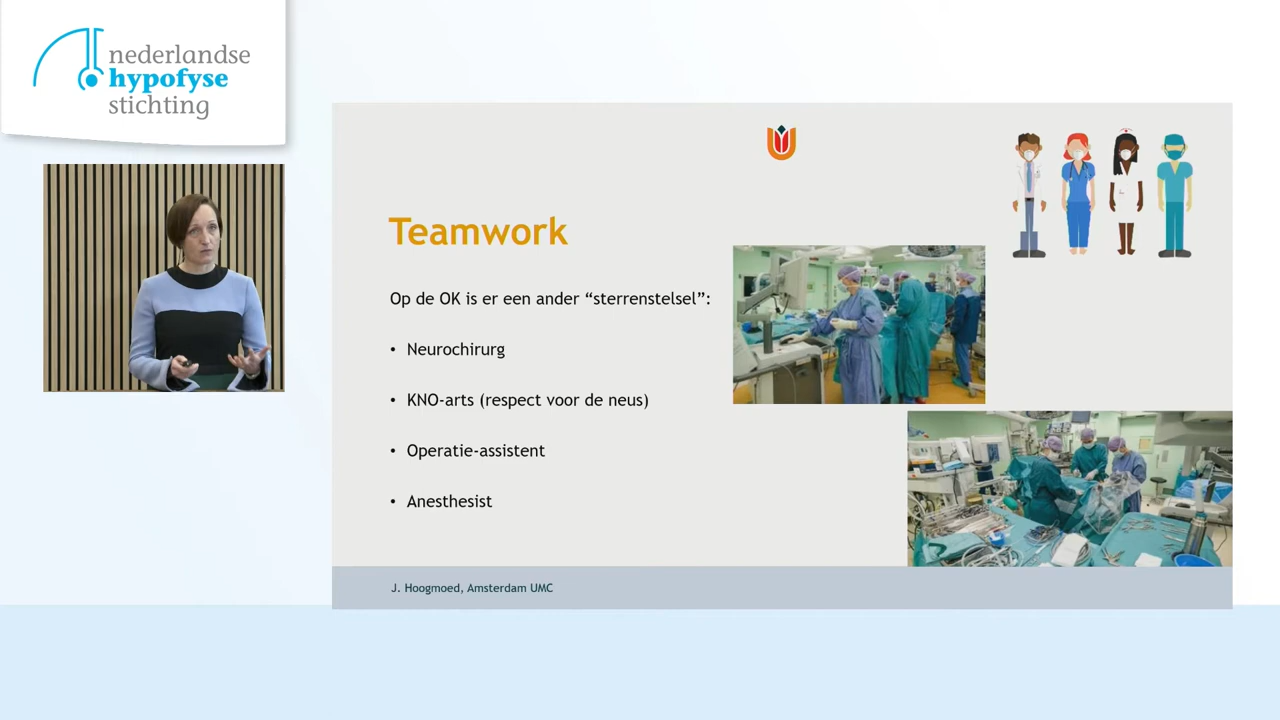 nederlandse
hypofyse
stichting
Teamwork
Op de OK is er een ander “sterrenstelsel”:
• Neurochirurg
• KNO-arts (respect voor de neus)
• Operatie-assistent
• Anesthesist
J. Hoogmoed, Amsterdam UMC